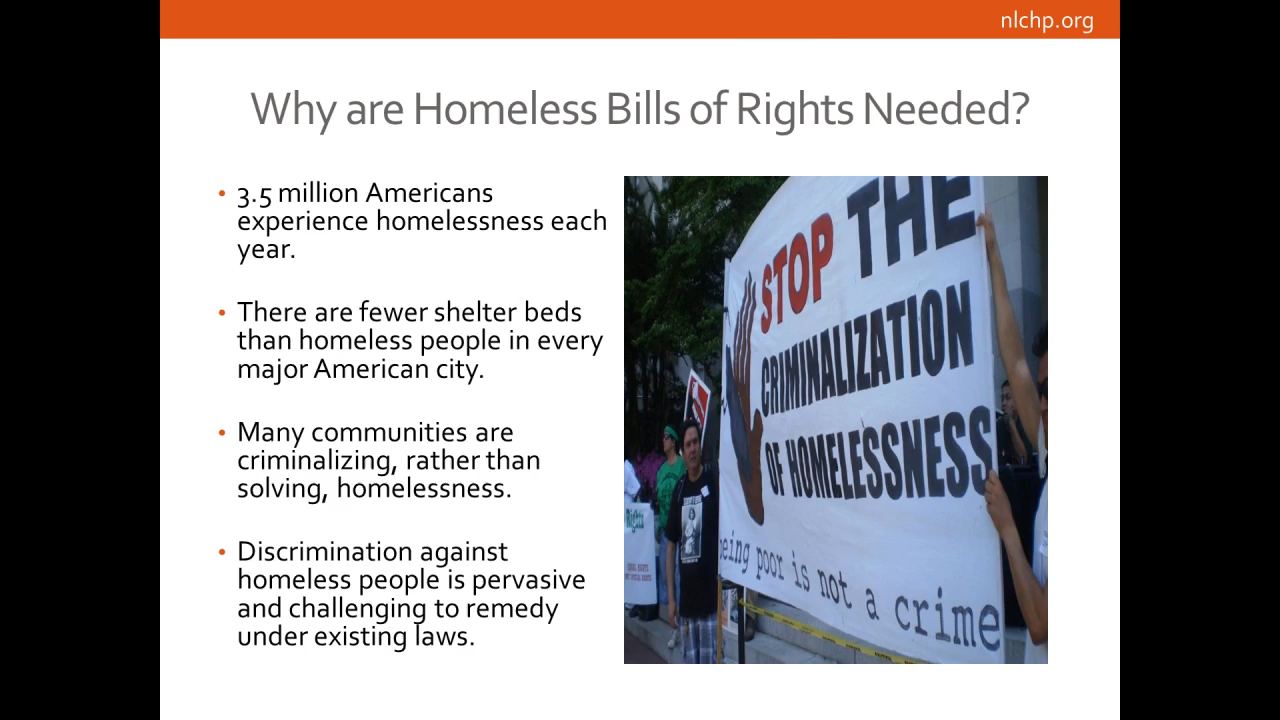 nlchp.org
Why are Homeless Bills of Rights Needed?
• 3.5 million Americans
experience homelessness each
year.
• There are fewer shelter beds
than homeless people in every
major American city.
• Many communities are
criminalizing, rather than
solving, homelessness.
• Discrimination against
homeless people is pervasive
and challenging to remedy
under existing laws.
STOP THE
CRIMINALIZATION
OF HOMELESSNESS
being poor is not a crime
Rights